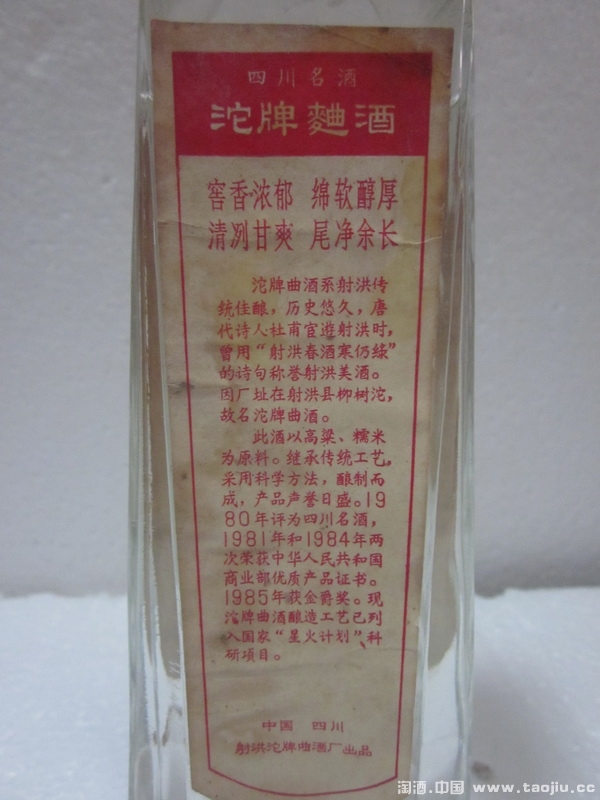 四川名酒
沱牌麯酒
窖香浓郁 绵软醇厚
清冽甘爽 尾净余长
沱牌曲酒系射洪传
统佳酿，历史悠久，唐
代诗人杜甫宦遊射洪时，
曾用“射洪春酒寒仍绿”
的诗句称誉射洪美酒。
因厂址在射洪县柳树沱，
故名沱牌曲酒。
此酒以高粱、糯米
为原料。继承传统工艺，
采用科学方法，酿制而
成，产品声誉日盛。19
80年评为四川名酒，
1981年和1984年两
次荣获中华人民共和国
商业部优质产品证书。
1985年获金爵奖。现
沱牌曲酒酿造工艺已列
入国家“星火计划”科
研项目。
中国 四川
射洪沱牌曲酒厂出品
淘酒.中国 www.taojiu.cc